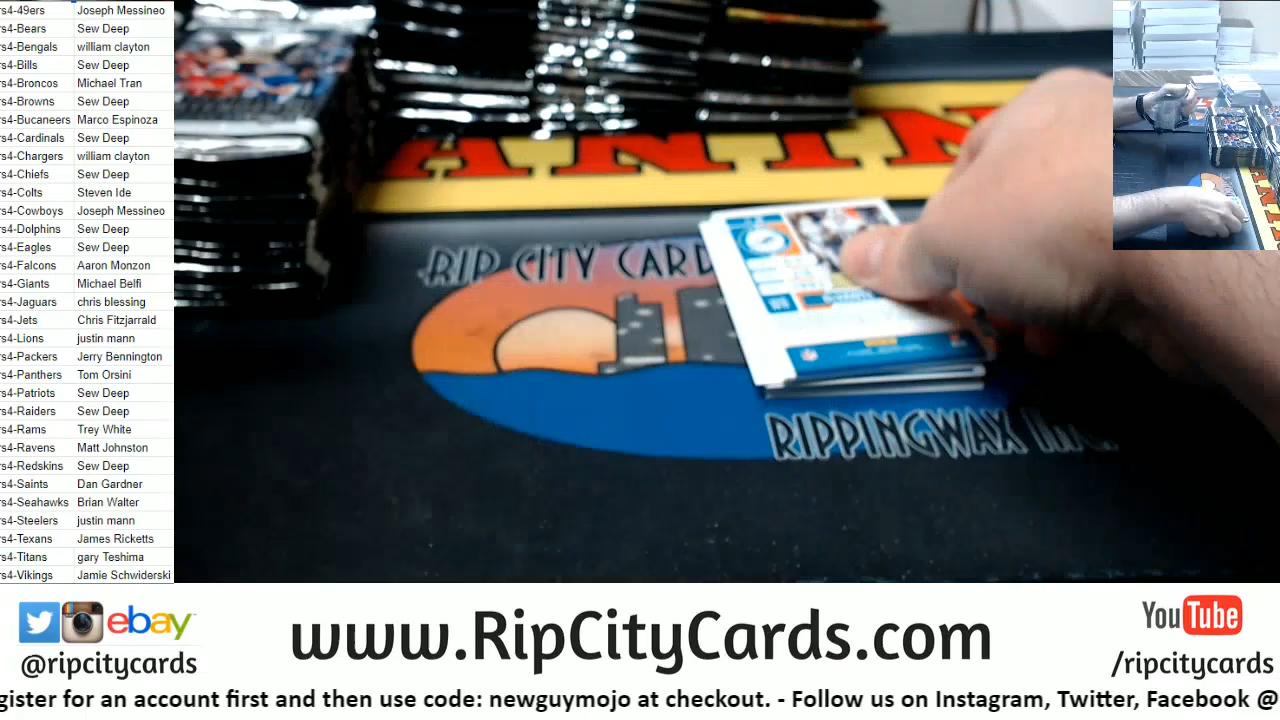 rs4-49ers Joseph Messineo
rs4-Bears Sew Deep
rs4-Bengals william clayton
rs4-Bills Sew Deep
rs4-Broncos Michael Tran
rs4-Browns Sew Deep
rs4-Bucaneers Marco Espinoza
rs4-Cardinals Sew Deep
rs4-Chargers william clayton
rs4-Chiefs Sew Deep
rs4-Colts Steven Ide
rs4-Cowboys Joseph Messineo
rs4-Dolphins Sew Deep
rs4-Eagles Sew Deep
rs4-Falcons Aaron Monzon
rs4-Giants Michael Belfi
rs4-Jaguars chris blessing
rs4-Jets Chris Fitzjarrald
rs4-Lions justin mann
rs4-Packers Jerry Bennington
rs4-Panthers Tom Orsini
rs4-Patriots Sew Deep
rs4-Raiders Sew Deep
rs4-Rams Trey White
rs4-Ravens Matt Johnston
rs4-Redskins Sew Deep
rs4-Saints Dan Gardner
rs4-Seahawks Brian Walter
rs4-Steelers justin mann
rs4-Texans James Ricketts
rs4-Titans gary Teshima
rs4-Vikings Jamie Schwiderski
ANIN
RIP CITY CARD
RIPPINGWAX INC.
ebay
@ripcitycards
www.RipCityCards.com
YouTube
/ripcitycards
gister for an account first and then use code: newguymojo at checkout. - Follow us on Instagram, Twitter, Facebook @